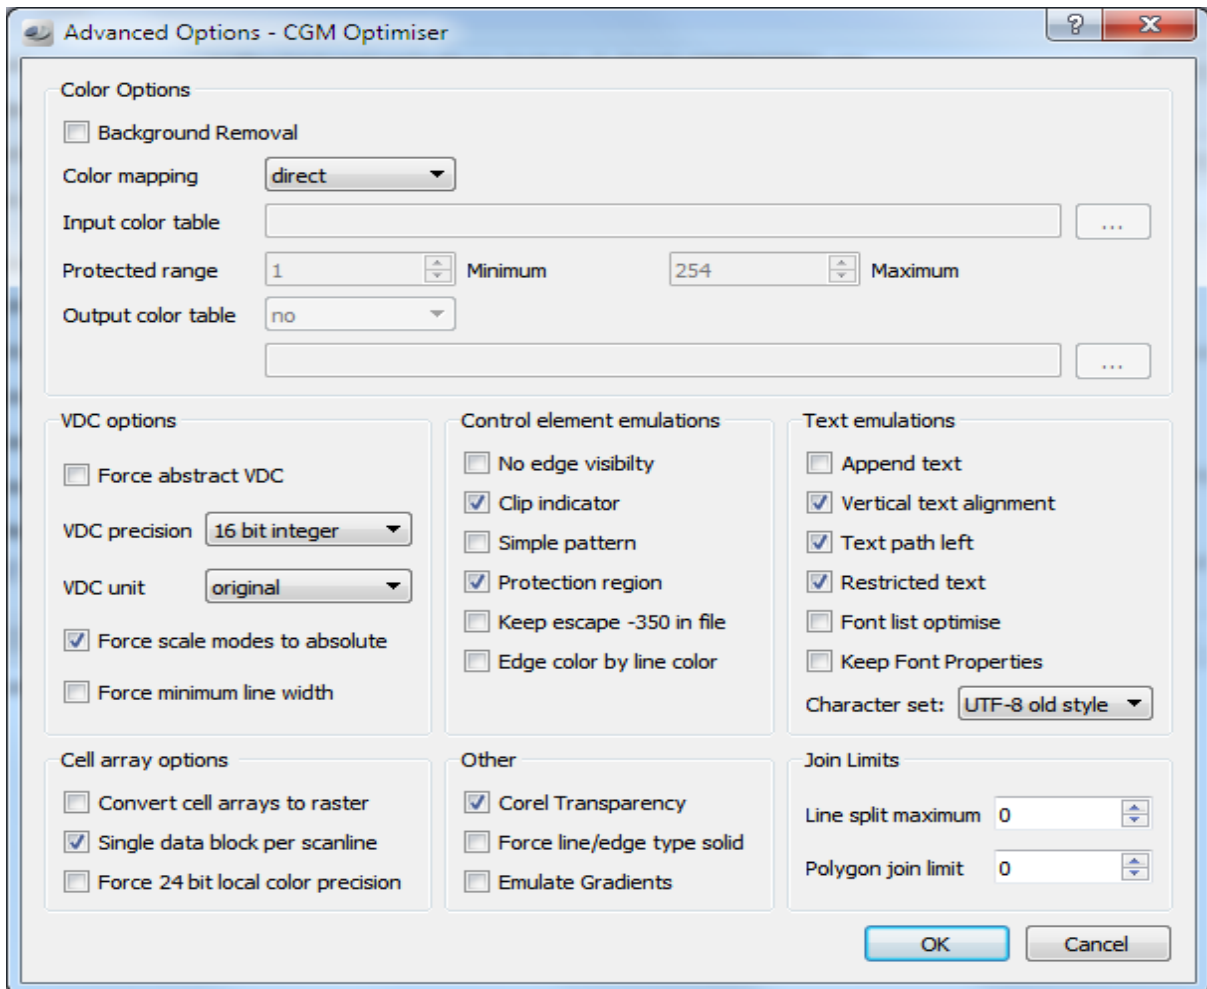 Advanced Options - CGM Optimiser
?
Color Options
Background Removal
Color mapping direct
Input color table ...
Protected range 1 Minimum 254 Maximum
Output color table no
...
VDC options
Force abstract VDC
VDC precision 16 bit integer
VDC unit original
Force scale modes to absolute
Force minimum line width
Control element emulations
No edge visibilty
Clip indicator
Simple pattern
Protection region
Keep escape -350 in file
Edge color by line color
Text emulations
Append text
Vertical text alignment
Text path left
Restricted text
Font list optimise
Keep Font Properties
Character set: UTF-8 old style
Cell array options
Convert cell arrays to raster
Single data block per scanline
Force 24 bit local color precision
Other
Corel Transparency
Force line/edge type solid
Emulate Gradients
Join Limits
Line split maximum 0
Polygon join limit 0
OK Cancel